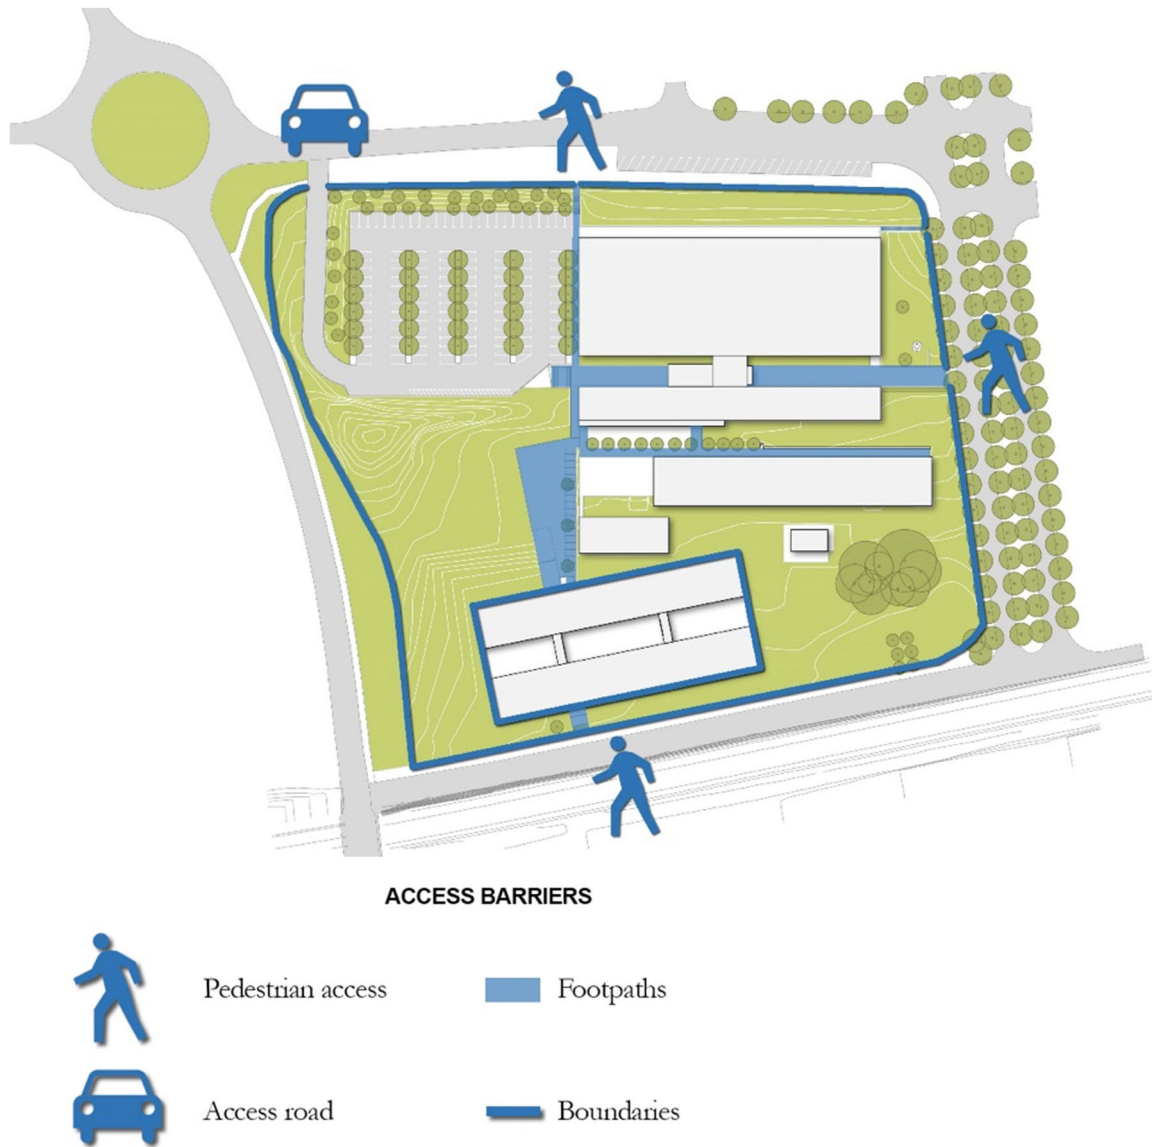 ACCESS BARRIERS
Pedestrian access
Footpaths
Access road
Boundaries